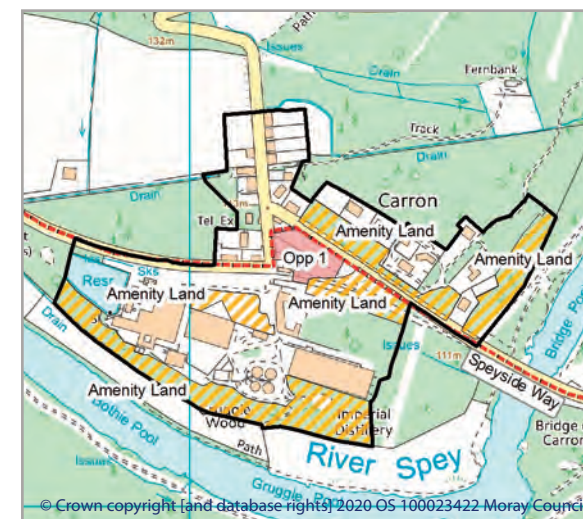 Path
132m
Issues
Drain
Fernbank
Track
Drain
Drain
Carron
Tel Ex
Amenity Land
Opp 1
Amenity Land
Sks
Resr
Amenity Land
Amenity Land
Drain
Issues
111m
Speyside Way
Bridge
Amenity Land
Bothie Pool
Wood
Imperial
Distillery
Bridge
Carron
Path
River Spey
Issues
Gruggle Pool
© Crown copyright [and database rights] 2020 OS 100023422 Moray Counci